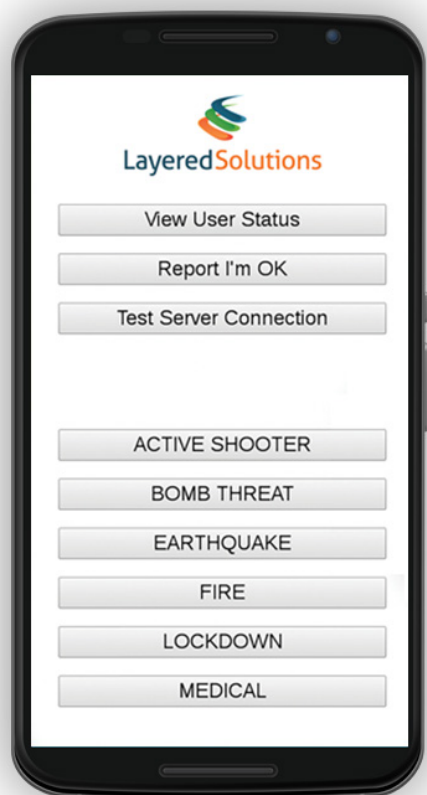 LayeredSolutions
View User Status
Report I'm OK
Test Server Connection
ACTIVE SHOOTER
BOMB THREAT
EARTHQUAKE
FIRE
LOCKDOWN
MEDICAL